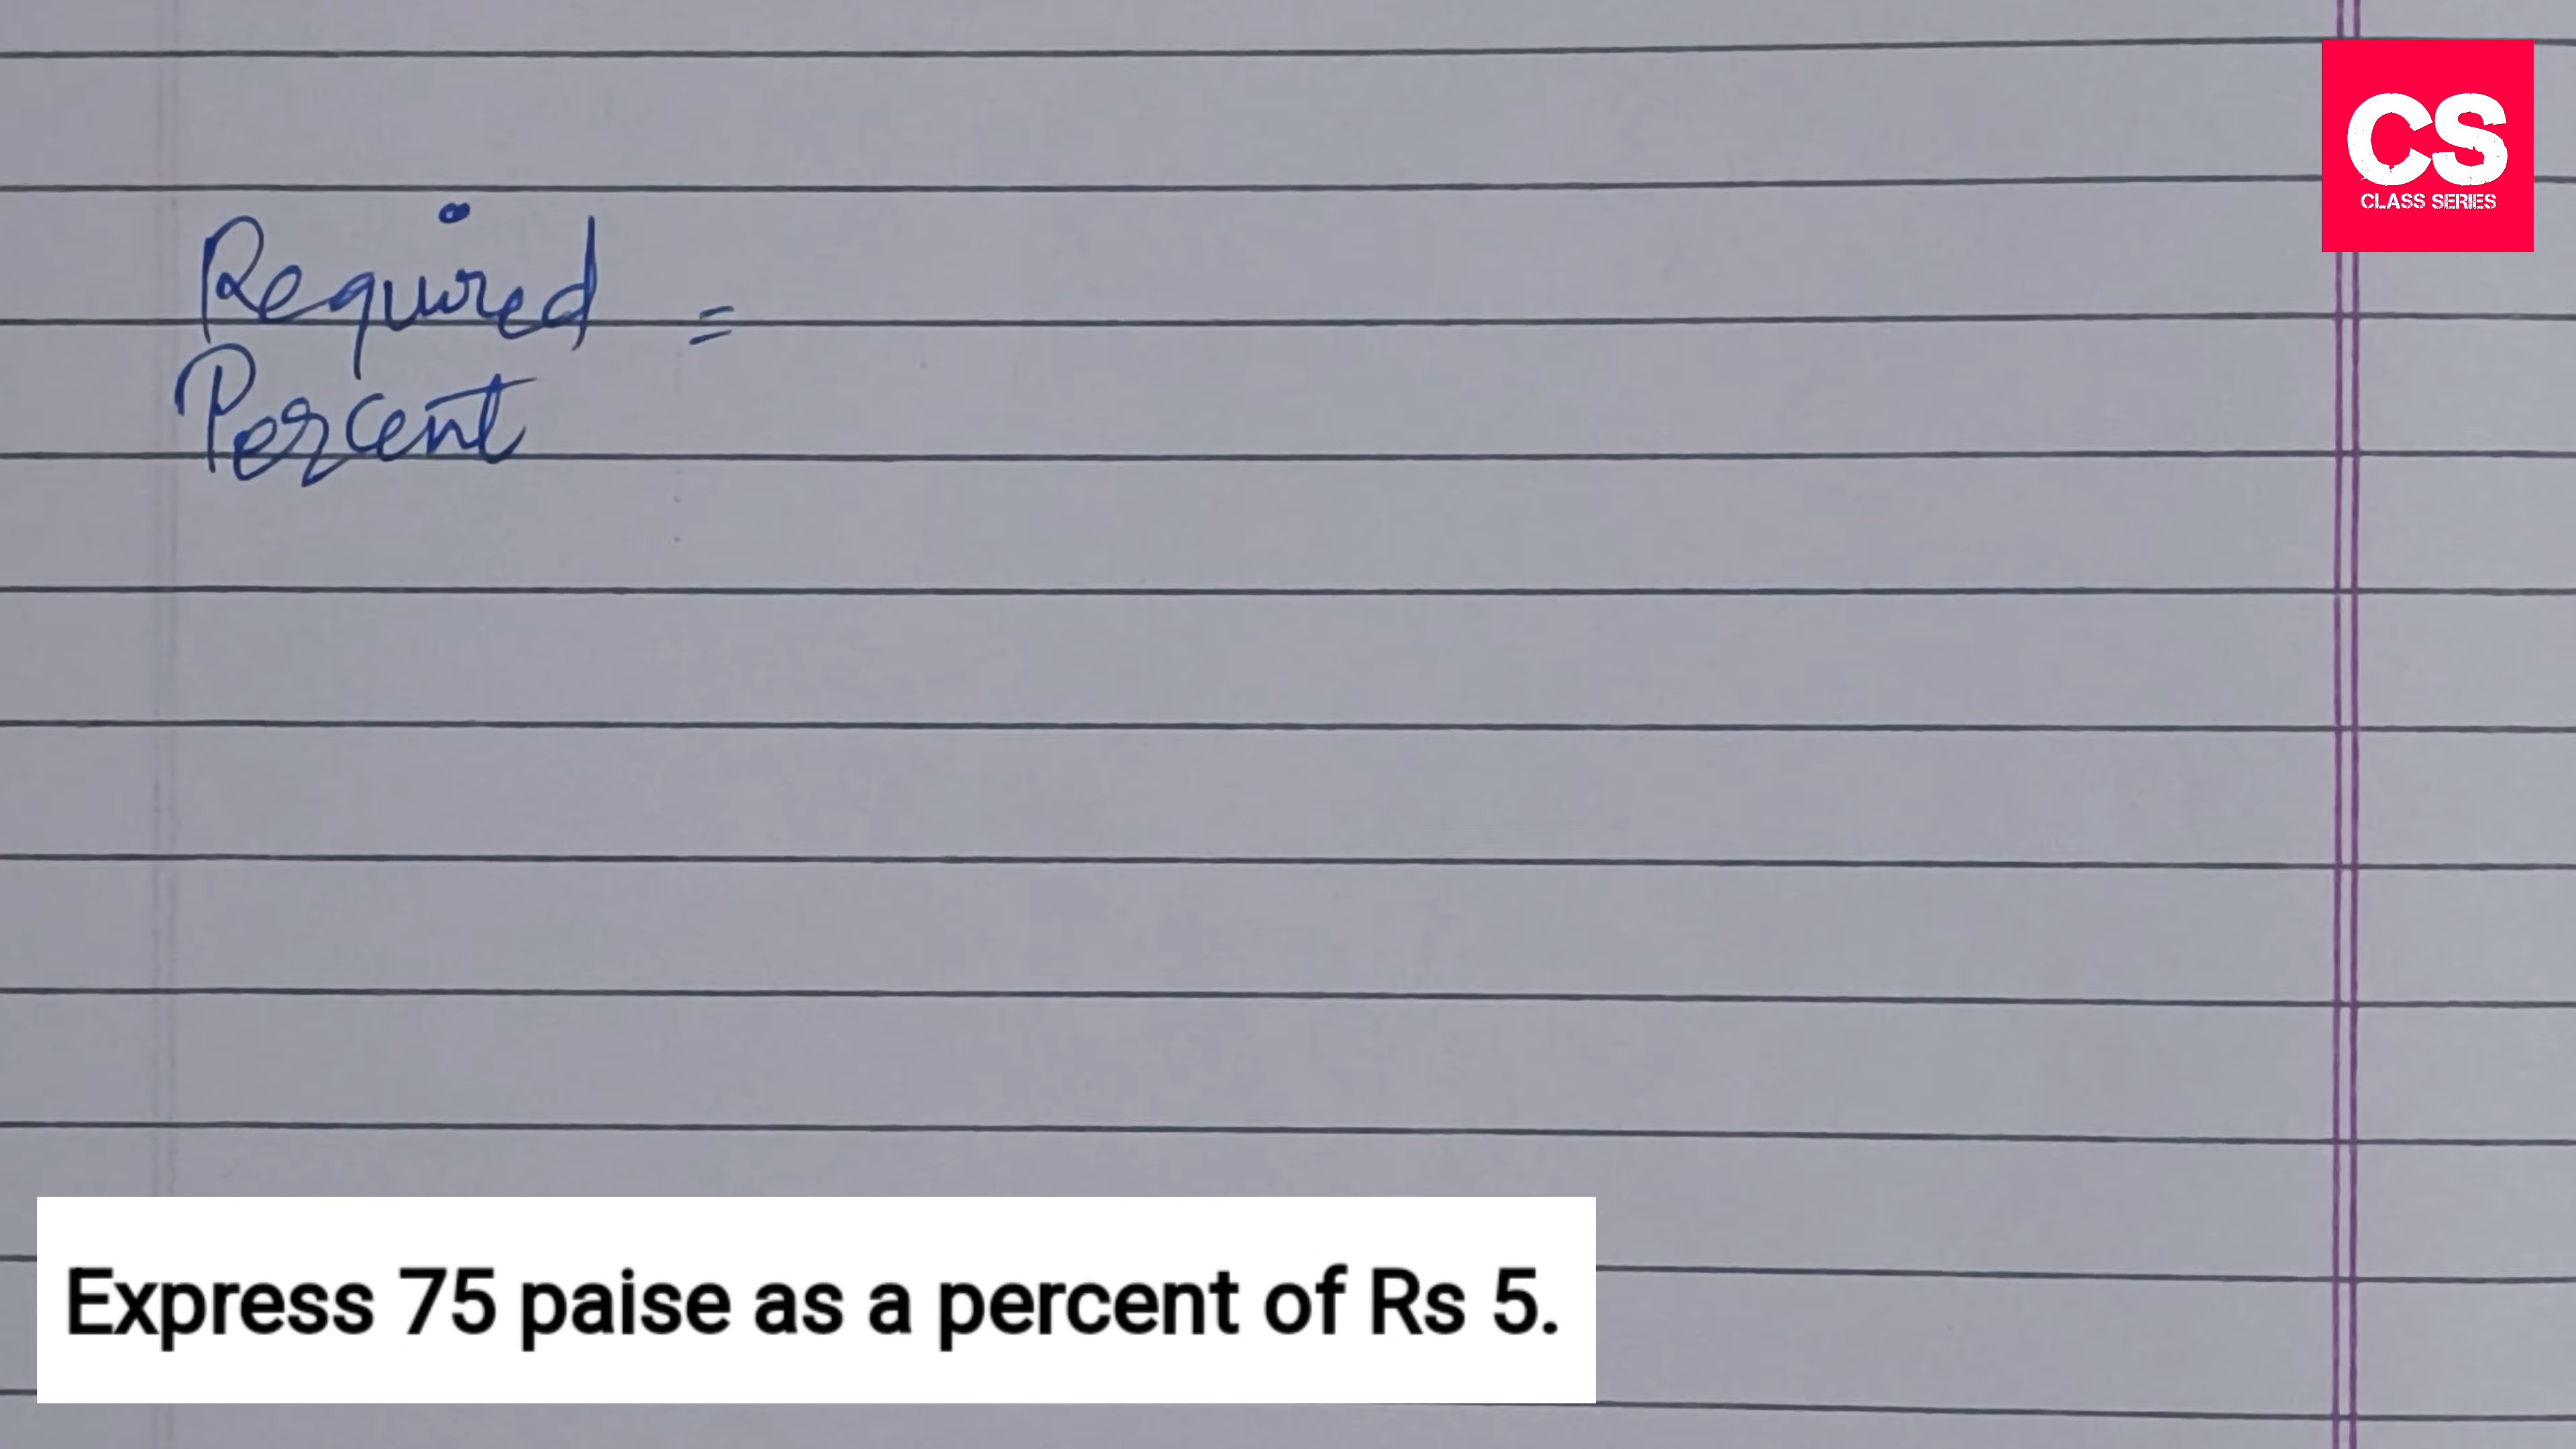 CS
CLASS SERIES
Required =
Percent
Express 75 paise as a percent of Rs 5.